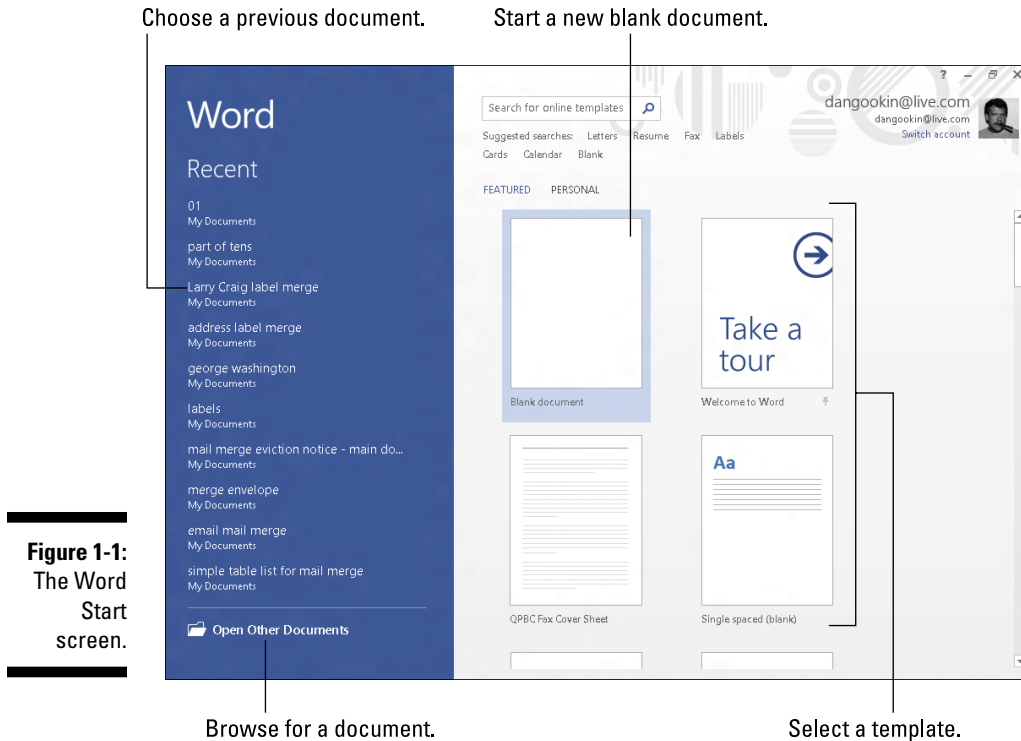 Choose a previous document.
Start a new blank document.
Word
Recent
01
My Documents
part of tens
My Documents
Larry Craig label merge
My Documents
address label merge
My Documents
george washington
My Documents
labels
My Documents
mail merge eviction notice - main do...
My Documents
merge envelope
My Documents
email mail merge
My Documents
simple table list for mail merge
My Documents
Open Other Documents
?
Search for online templates
dangookin@live.com
dangookin@live.com
Switch account
Suggested searches: Letters Resume Fax Labels
Cards Calendar Blank
FEATURED PERSONAL
Take a
tour
Blank document
Welcome to Word
Aa
QPBC Fax Cover Sheet
Single spaced (blank)
Figure 1-1:
The Word
Start
screen.
Browse for a document.
Select a template.